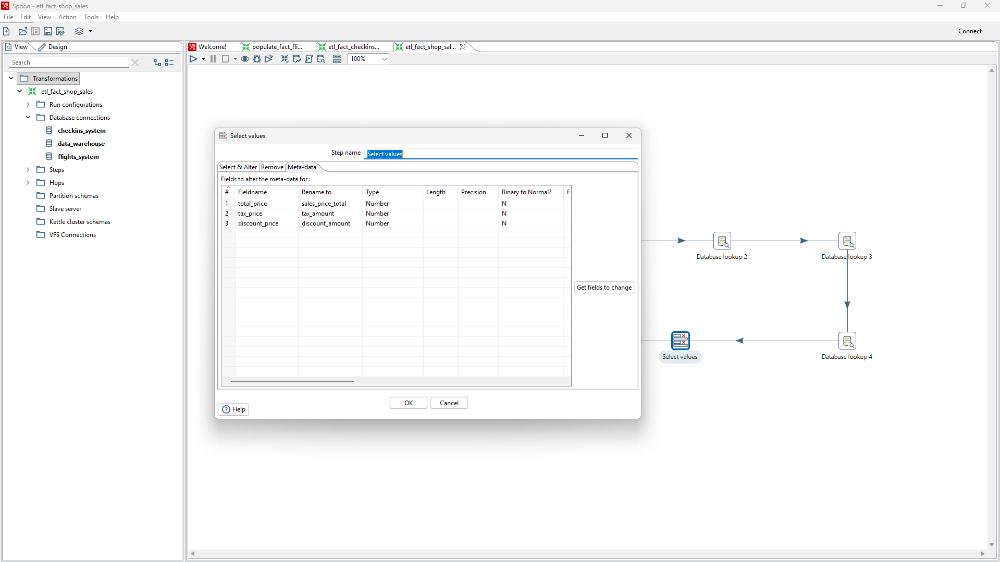 Spoon - etl_fact_shop_sales
File Edit View Action Tools Help
Connect
View Design
Welcome! populate_fact_fli... etl_fact_checkins... etl_fact_shop_sal...
Search
100%
Transformations
etl_fact_shop_sales
Run configurations
Database connections
checkins_system
data_warehouse
flights_system
Steps
Hops
Partition schemas
Slave server
Kettle cluster schemas
VFS Connections
Select values
Step name Select values
Select & Alter Remove Meta-data
Fields to alter the meta-data for :
# Fieldname Rename to Type Length Precision Binary to Normal? F
1 total_price sales_price_total Number N
2 tax_price tax_amount Number N
3 discount_price discount_amount Number N
Get fields to change
OK Cancel
Help
Database lookup 2
Database lookup 3
Select values
Database lookup 4